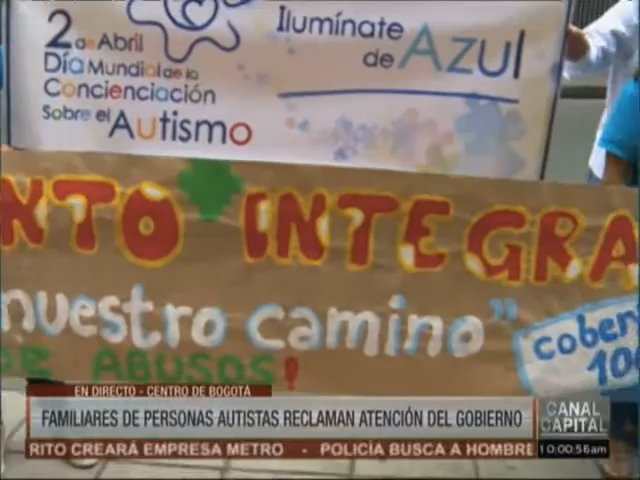 2 de Abril
Día Mundial de la
Concienciación
Sobre el Autismo
Ilumínate
de Azul
NTO INTEGRA
nuestro camino"
DE ABUSOS!
cober
10
EN DIRECTO - CENTRO DE BOGOTÁ
FAMILIARES DE PERSONAS AUTISTAS RECLAMAN ATENCIÓN DEL GOBIERNO
CANAL
CAPITAL
RITO CREARÁ EMPRESA METRO - POLICÍA BUSCA A HOMBRE
10:00:56am